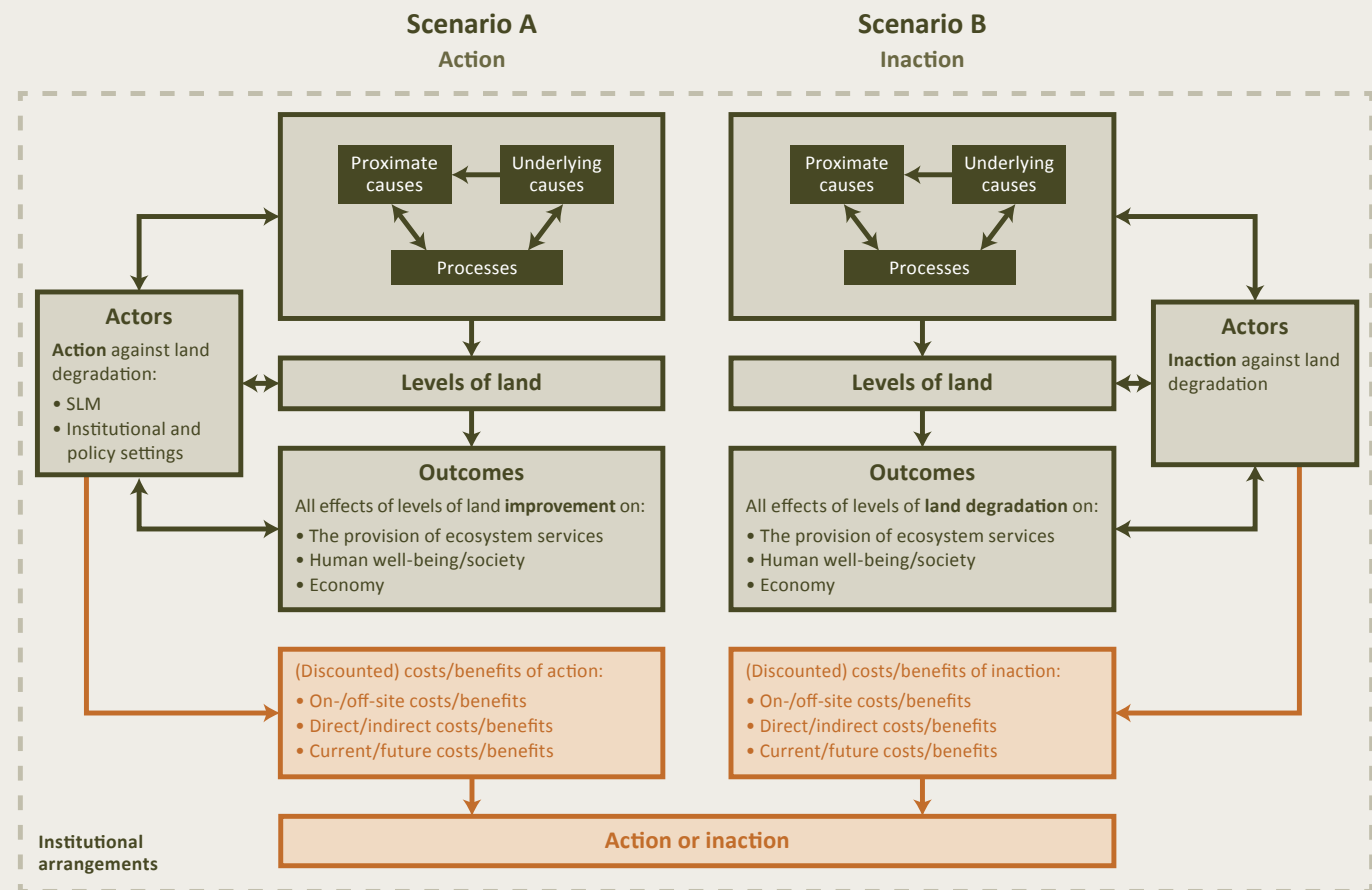 Scenario A
Action
Scenario B
Inaction
Proximate
causes
Underlying
causes
Processes
Proximate
causes
Underlying
causes
Processes
Actors
Action against land
degradation:
• SLM
• Institutional and
policy settings
Levels of land
Levels of land
Actors
Inaction against land
degradation
Outcomes
All effects of levels of land improvement on:
• The provision of ecosystem services
• Human well-being/society
• Economy
Outcomes
All effects of levels of land degradation on:
• The provision of ecosystem services
• Human well-being/society
• Economy
(Discounted) costs/benefits of action:
• On-/off-site costs/benefits
• Direct/indirect costs/benefits
• Current/future costs/benefits
(Discounted) costs/benefits of inaction:
• On-/off-site costs/benefits
• Direct/indirect costs/benefits
• Current/future costs/benefits
Action or inaction
Institutional
arrangements